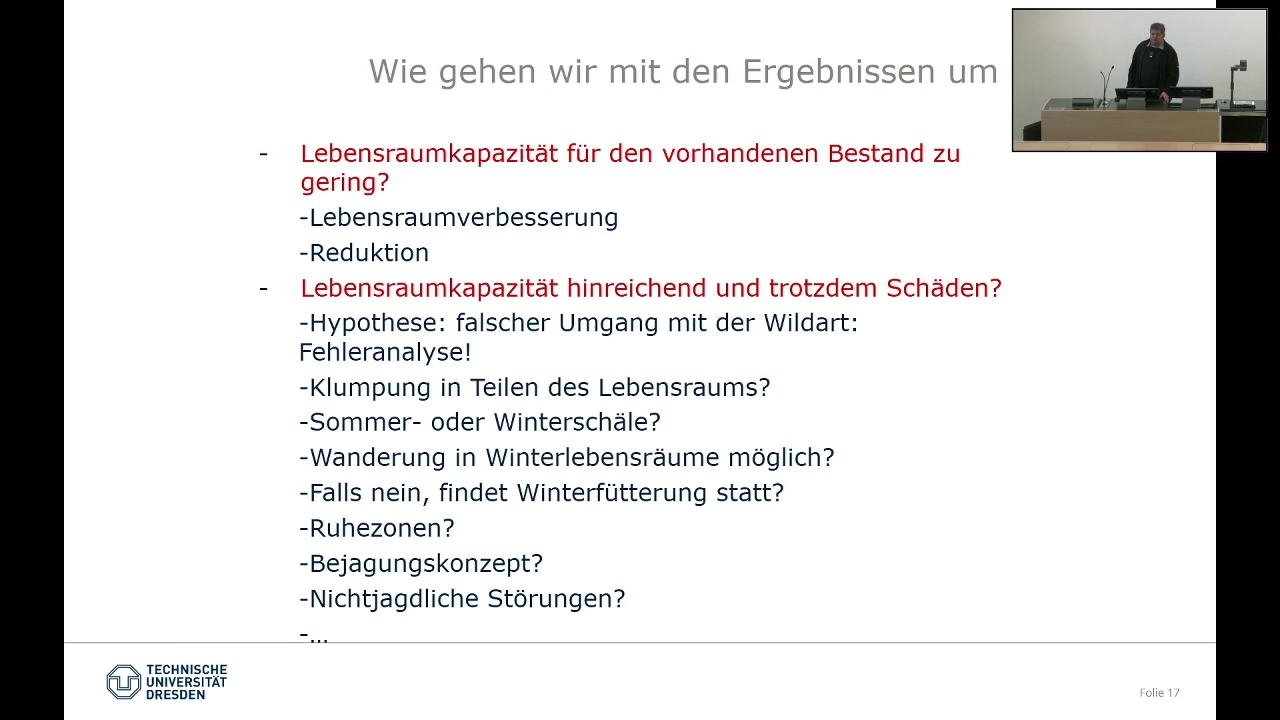 Wie gehen wir mit den Ergebnissen um
- Lebensraumkapazität für den vorhandenen Bestand zu
gering?
-Lebensraumverbesserung
-Reduktion
- Lebensraumkapazität hinreichend und trotzdem Schäden?
-Hypothese: falscher Umgang mit der Wildart:
Fehleranalyse!
-Klumpung in Teilen des Lebensraums?
-Sommer- oder Winterschäle?
-Wanderung in Winterlebensräume möglich?
-Falls nein, findet Winterfütterung statt?
-Ruhezonen?
-Bejagungskonzept?
-Nichtjagdliche Störungen?
-...
TECHNISCHE
UNIVERSITÄT
DRESDEN
Folie 17